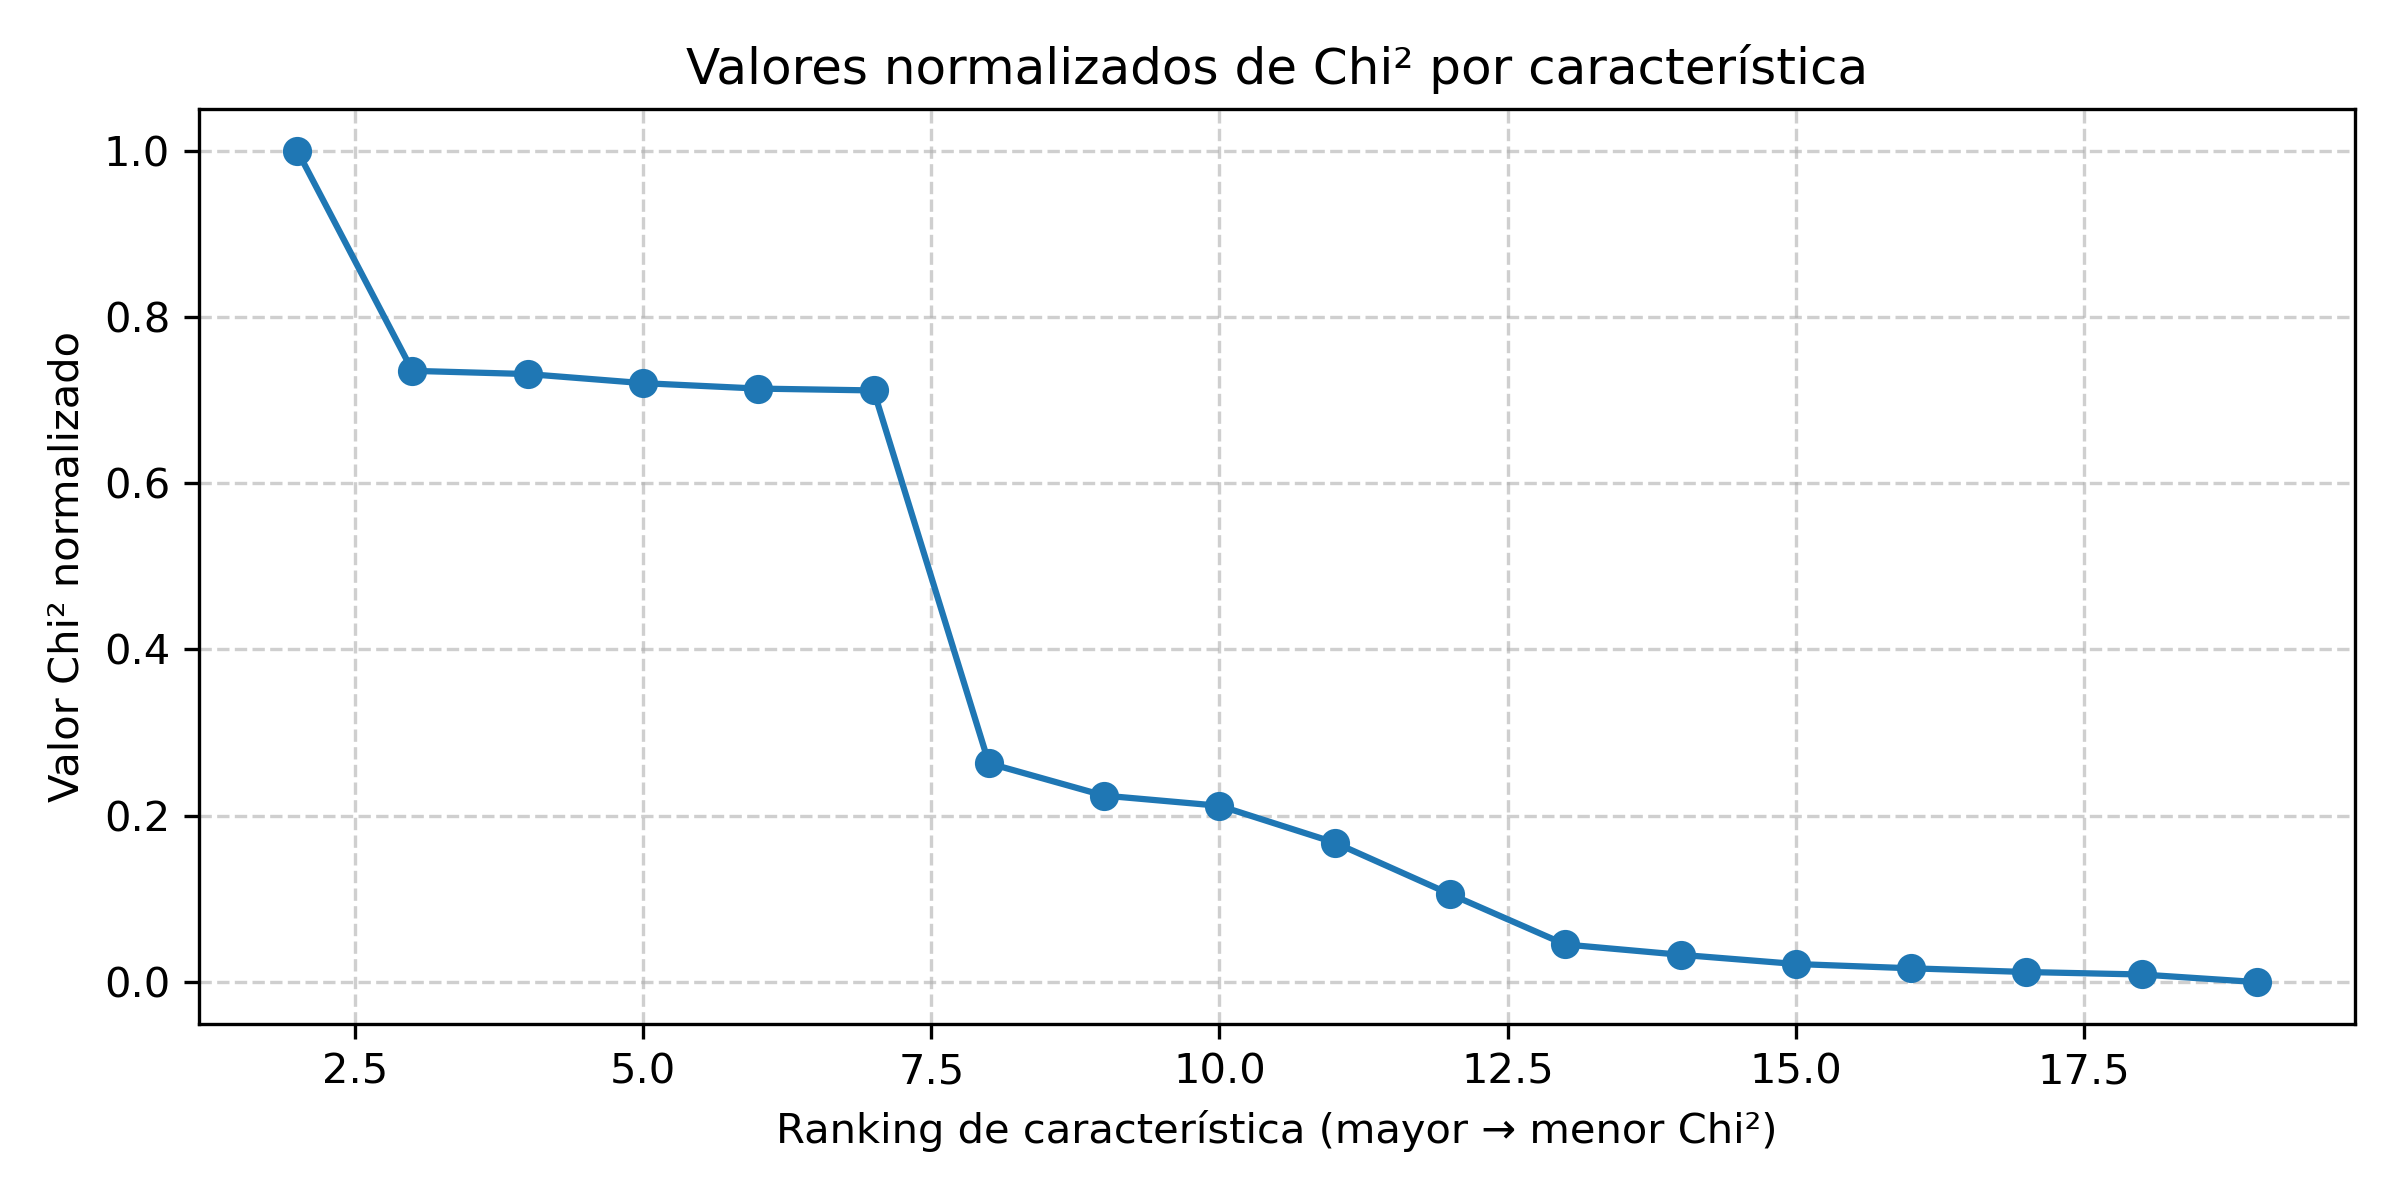 Valores normalizados de Chi² por característica
Valor Chi² normalizado
1.0
0.8
0.6
0.4
0.2
0.0
2.5 5.0 7.5 10.0 12.5 15.0 17.5
Ranking de característica (mayor → menor Chi²)